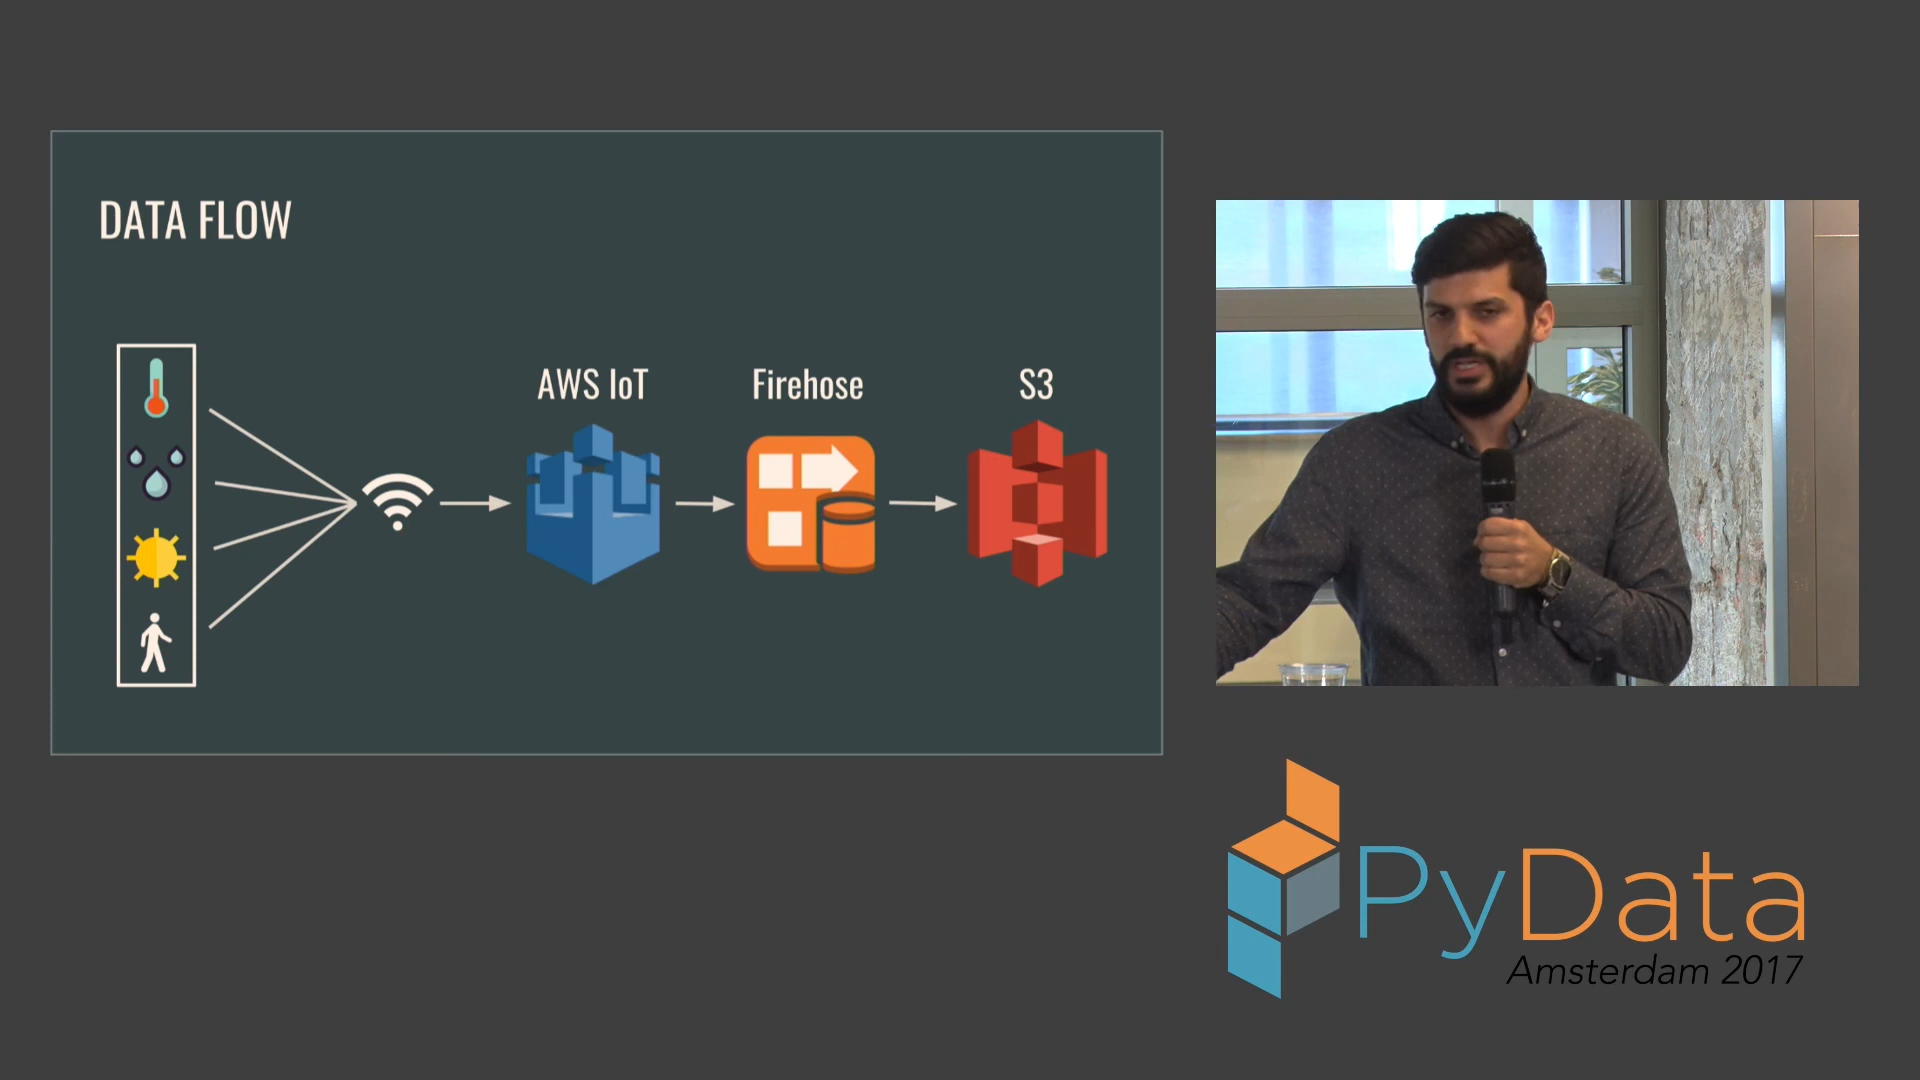 DATA FLOW
AWS IoT
Firehose
S3
PyData
Amsterdam 2017